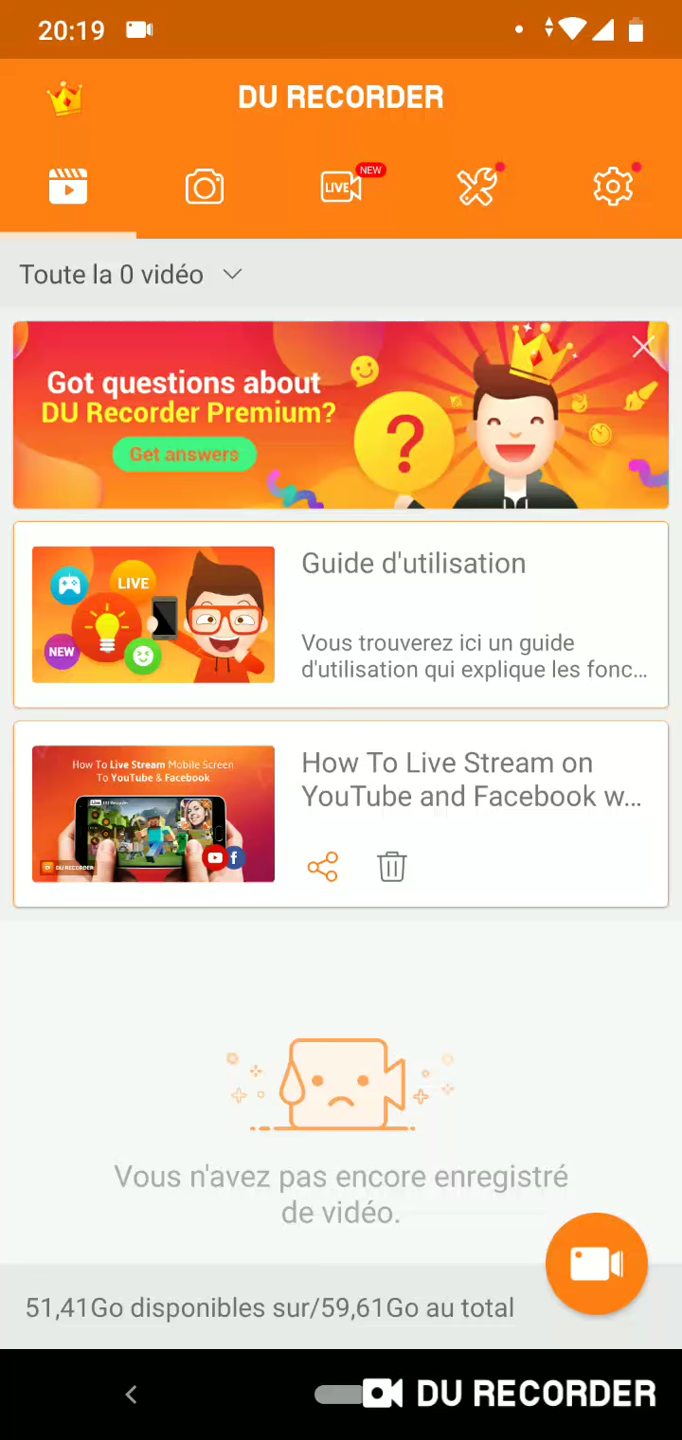 20:19
DU RECORDER
LIVE
NEW
Toute la 0 vidéo
Got questions about
DU Recorder Premium?
Get answers
?
LIVE
NEW
Guide d'utilisation
Vous trouverez ici un guide
d'utilisation qui explique les fonc...
How To Live Stream Mobile Screen
To YouTube & Facebook
DU RECORDER
How To Live Stream on
YouTube and Facebook w...
Vous n'avez pas encore enregistré
de vidéo.
51,41Go disponibles sur/59,61Go au total
DU RECORDER